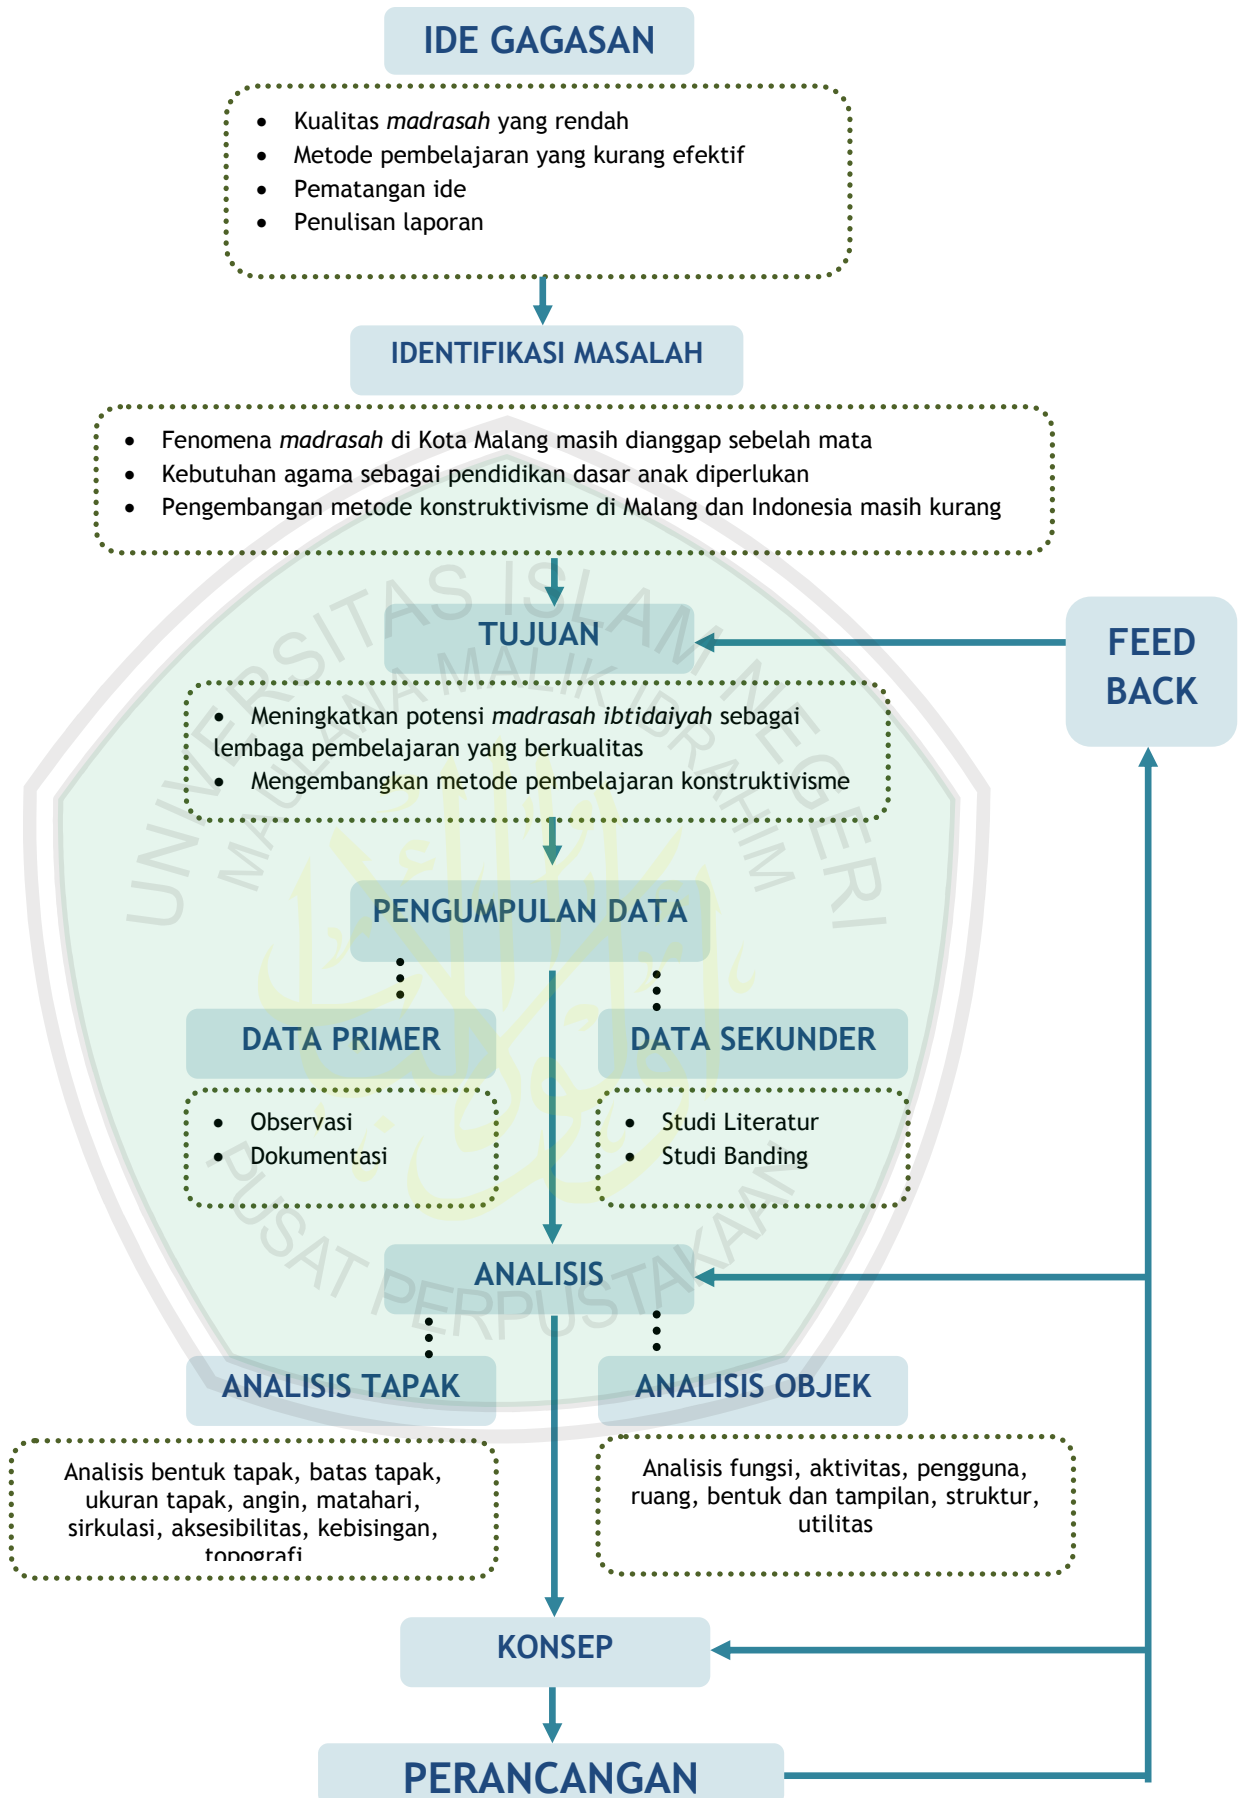 IDE GAGASAN
• Kualitas madrasah yang rendah
• Metode pembelajaran yang kurang efektif
• Pematangan ide
• Penulisan laporan
IDENTIFIKASI MASALAH
• Fenomena madrasah di Kota Malang masih dianggap sebelah mata
• Kebutuhan agama sebagai pendidikan dasar anak diperlukan
• Pengembangan metode konstruktivisme di Malang dan Indonesia masih kurang
UNIVERSITAS ISLAM NEGERI
MAULANA MALIK IBRAHIM
TUJUAN
FEED
BACK
• Meningkatkan potensi madrasah ibtidaiyah sebagai
lembaga pembelajaran yang berkualitas
• Mengembangkan metode pembelajaran konstruktivisme
PENGUMPULAN DATA
DATA PRIMER
DATA SEKUNDER
• Observasi
• Dokumentasi
• Studi Literatur
• Studi Banding
PUSAT PERPUSTAKAAN
ANALISIS
ANALISIS TAPAK
ANALISIS OBJEK
Analisis bentuk tapak, batas tapak,
ukuran tapak, angin, matahari,
sirkulasi, aksesibilitas, kebisingan,
topografi
Analisis fungsi, aktivitas, pengguna,
ruang, bentuk dan tampilan, struktur,
utilitas
KONSEP
PERANCANGAN